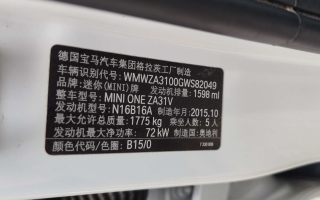 德国宝马汽车集团格拉茨工厂制造
车辆识别代号: WMWZA3100GWS82049
品牌: 迷你(MINI)牌 发动机排量: 1598 ml
整车型号: MINI ONE ZA31V
发动机型号: N16B16A 制造年月: 2015.10
最大允许总质量: 1775 kg 乘坐人数: 5 人
发动机最大净功率: 72 kW 制造国: 奥地利
颜色代码/色圈: B15/0